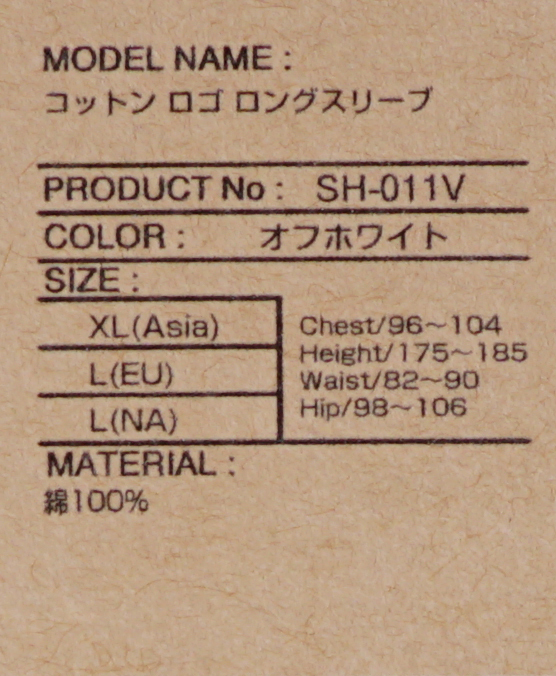 MODEL NAME :
コットン ロゴ ロングスリーブ
PRODUCT No : SH-011V
COLOR : オフホワイト
SIZE :
XL(Asia)
L(EU)
L(NA)
Chest/96〜104
Height/175〜185
Waist/82〜90
Hip/98〜106
MATERIAL :
綿100%